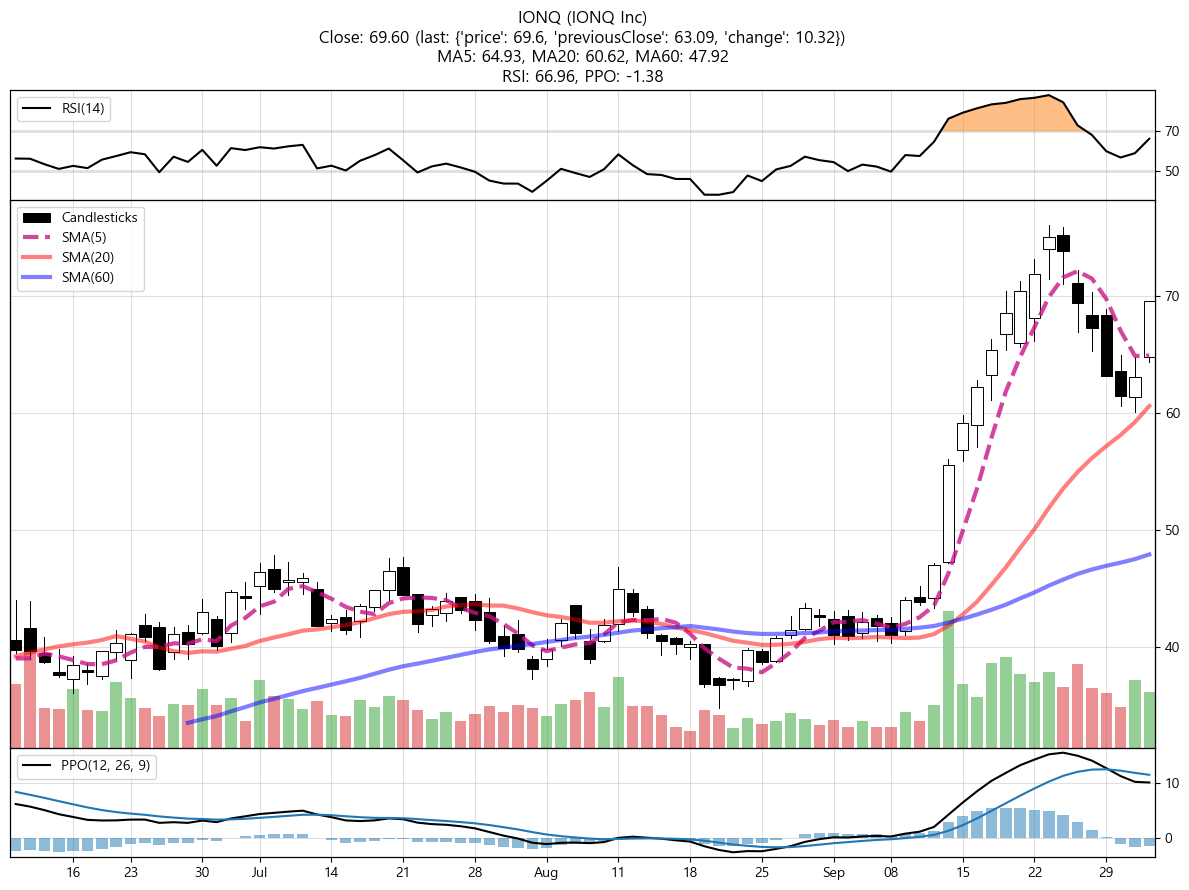 IONQ (IONQ Inc)
Close: 69.60 (last: {'price': 69.6, 'previousClose': 63.09, 'change': 10.32})
MA5: 64.93, MA20: 60.62, MA60: 47.92
RSI: 66.96, PPO: -1.38
RSI(14)
70
50
Candlesticks
SMA(5)
SMA(20)
SMA(60)
70
60
50
40
PPO(12, 26, 9)
10
0
16 23 30 Jul 14 21 28 Aug 11 18 25 Sep 08 15 22 29